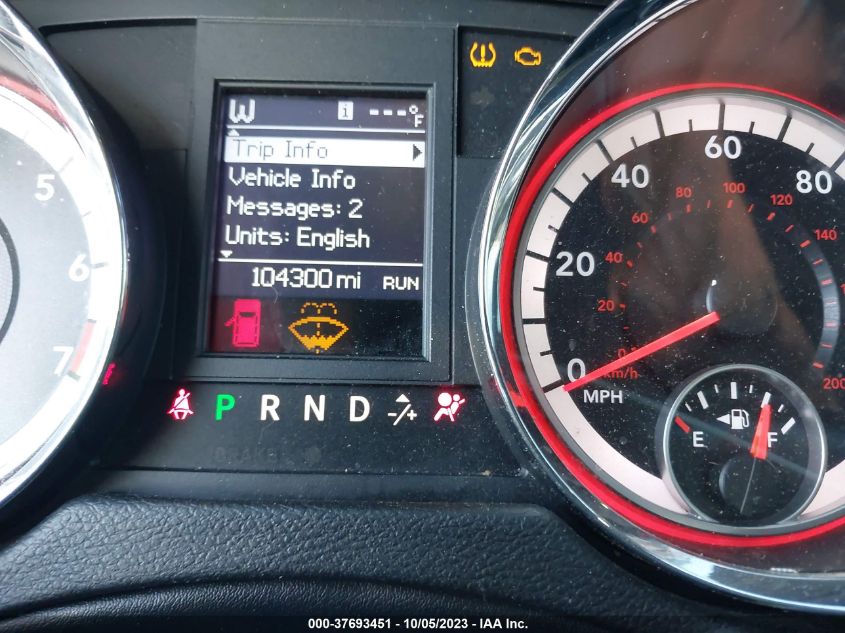 W i ---°F
Trip Info
Vehicle Info
Messages: 2
Units: English
104300 mi RUN
P R N D -/+
5
6
7
0 20 40 60 80
MPH
0 20 40 60 80 100 120 140 200
km/h
E F
000-37693451 - 10/05/2023 - IAA Inc.